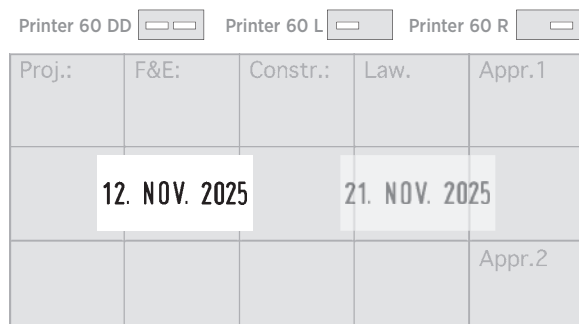 Printer 60 DD Printer 60 L Printer 60 R
Proj.: F&E: Constr.: Law. Appr.1
12. NOV. 2025 21. NOV. 2025
Appr.2